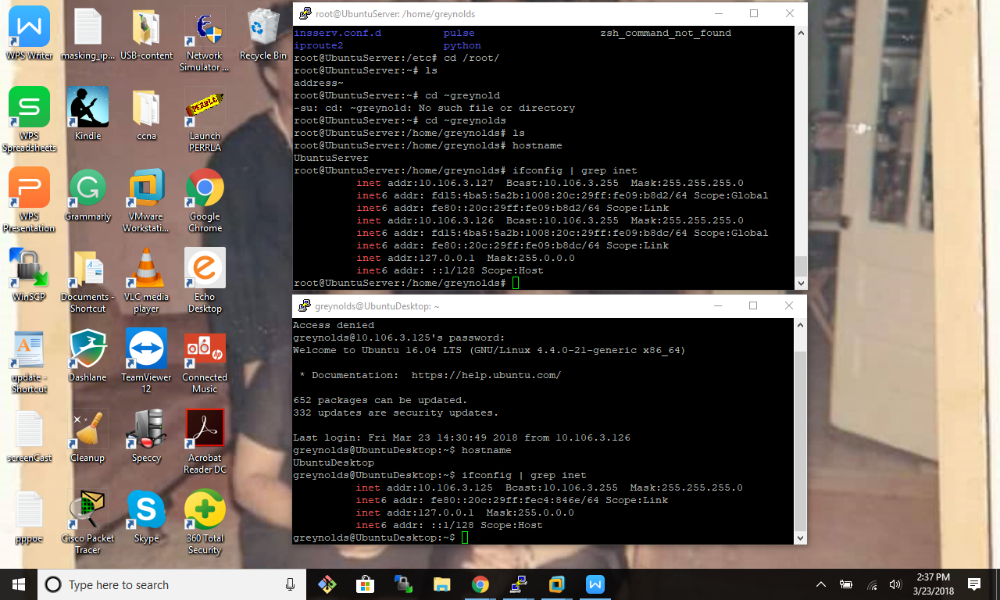 WPS Writer
masking_ip...
USB-content
Network
Simulator ...
Recycle Bin
WPS
Spreadsheets
Kindle
ccna
PERRLA
Launch
PERRLA
WPS
Presentation
Grammarly
VMware
Workstati...
Google
Chrome
WinSCP
Documents -
Shortcut
VLC media
player
Echo
Desktop
update -
Shortcut
Dashlane
TeamViewer
12
Connected
Music
screenCast
Cleanup
Speccy
Acrobat
Reader DC
pppoe
Cisco Packet
Tracer
Skype
360 Total
Security
root@UbuntuServer: /home/greynolds
insserv.conf.d pulse zsh_command_not_found
iproute2 python
root@UbuntuServer:/etc# cd /root/
root@UbuntuServer:~# ls
address~
root@UbuntuServer:~# cd ~greynold
-su: cd: ~greynold: No such file or directory
root@UbuntuServer:~# cd ~greynolds
root@UbuntuServer:/home/greynolds# ls
root@UbuntuServer:/home/greynolds# hostname
UbuntuServer
root@UbuntuServer:/home/greynolds# ifconfig | grep inet
inet addr:10.106.3.127 Bcast:10.106.3.255 Mask:255.255.255.0
inet6 addr: fd15:4ba5:5a2b:1008:20c:29ff:fe09:b8d2/64 Scope:Global
inet6 addr: fe80::20c:29ff:fe09:b8d2/64 Scope:Link
inet addr:10.106.3.126 Bcast:10.106.3.255 Mask:255.255.255.0
inet6 addr: fd15:4ba5:5a2b:1008:20c:29ff:fe09:b8dc/64 Scope:Global
inet6 addr: fe80::20c:29ff:fe09:b8dc/64 Scope:Link
inet addr:127.0.0.1 Mask:255.0.0.0
inet6 addr: ::1/128 Scope:Host
root@UbuntuServer:/home/greynolds#
greynolds@UbuntuDesktop: ~
Access denied
greynolds@10.106.3.125's password:
Welcome to Ubuntu 16.04 LTS (GNU/Linux 4.4.0-21-generic x86_64)
* Documentation: https://help.ubuntu.com/
652 packages can be updated.
332 updates are security updates.
Last login: Fri Mar 23 14:30:49 2018 from 10.106.3.126
greynolds@UbuntuDesktop:~$ hostname
UbuntuDesktop
greynolds@UbuntuDesktop:~$ ifconfig | grep inet
inet addr:10.106.3.125 Bcast:10.106.3.255 Mask:255.255.255.0
inet6 addr: fe80::20c:29ff:fec4:846e/64 Scope:Link
inet addr:127.0.0.1 Mask:255.0.0.0
inet6 addr: ::1/128 Scope:Host
greynolds@UbuntuDesktop:~$
Type here to search
2:37 PM
3/23/2018